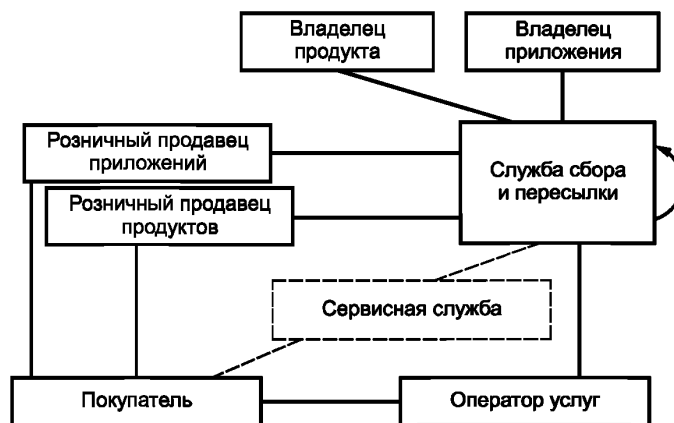 Владелец
продукта
Владелец
приложения
Розничный продавец
приложений
Служба сбора
и пересылки
Розничный продавец
продуктов
Сервисная служба
Покупатель
Оператор услуг